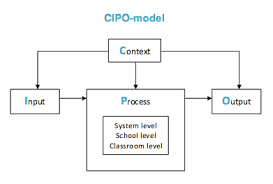 CIPO-model
Context
Input
Process
Output
System level
School level
Classroom level